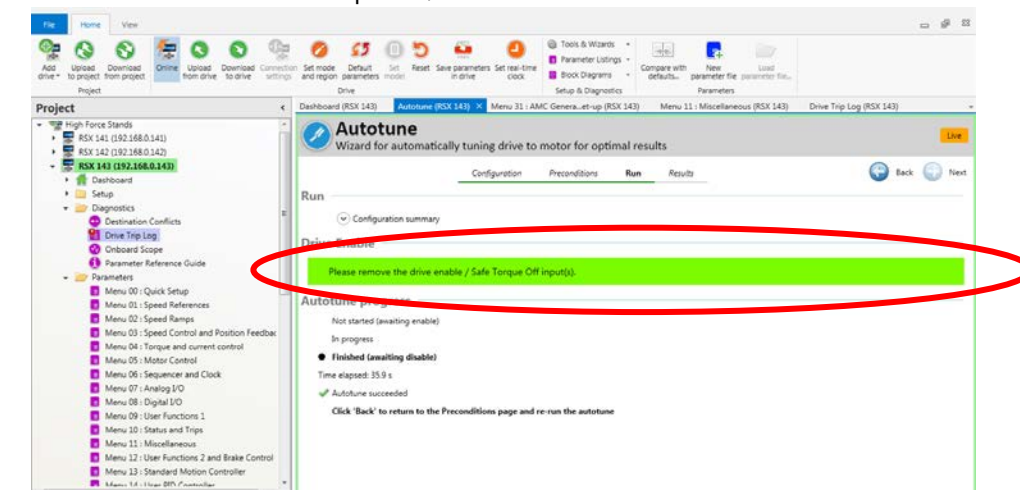 File Home View
Add drive
Upload to project
Download from project
Online
Upload from drive
Download to drive
Connection settings
Set mode and region
Default parameters
Set model
Reset
Save parameters in drive
Set real-time clock
Tools & Wizards
Parameter Listings
Block Diagrams
Compare with defaults...
New parameter file
Load parameter file...
Project
Drive
Setup & Diagnostics
Parameters
Project
High Force Stands
RSX 141 (192.168.0.141)
RSX 142 (192.168.0.142)
RSX 143 (192.168.0.143)
Dashboard
Setup
Diagnostics
Destination Conflicts
Drive Trip Log
Onboard Scope
Parameter Reference Guide
Parameters
Menu 00 : Quick Setup
Menu 01 : Speed References
Menu 02 : Speed Ramps
Menu 03 : Speed Control and Position Feedbac
Menu 04 : Torque and current control
Menu 05 : Motor Control
Menu 06 : Sequencer and Clock
Menu 07 : Analog I/O
Menu 08 : Digital I/O
Menu 09 : User Functions 1
Menu 10 : Status and Trips
Menu 11 : Miscellaneous
Menu 12 : User Functions 2 and Brake Control
Menu 13 : Standard Motion Controller
Menu 14 : User PID Controller
Dashboard (RSX 143) Autotune (RSX 143) Menu 31 : AMC Genera...et-up (RSX 143) Menu 11 : Miscellaneous (RSX 143) Drive Trip Log (RSX 143)
Autotune
Wizard for automatically tuning drive to motor for optimal results
Live
Configuration Preconditions Run Results
Back Next
Run
Configuration summary
Drive Enable
Please remove the drive enable / Safe Torque Off input(s).
Autotune progress
Not started (awaiting enable)
In progress
Finished (awaiting disable)
Time elapsed: 35.9 s
Autotune succeeded
Click 'Back' to return to the Preconditions page and re-run the autotune